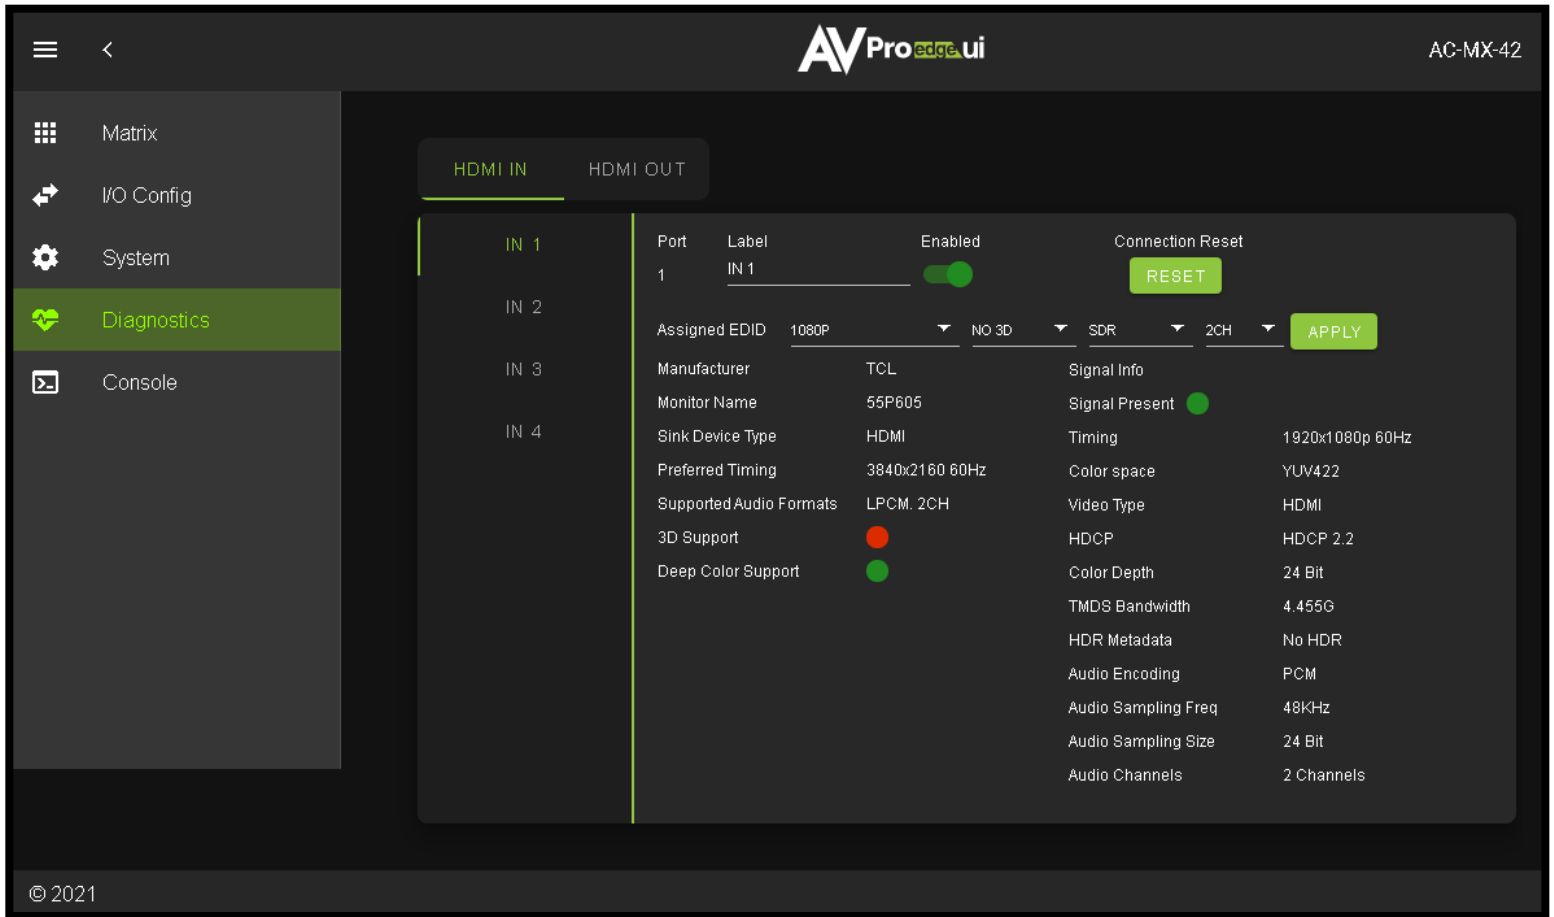 AVPro edge.ui
AC-MX-42
Matrix
I/O Config
System
Diagnostics
Console
HDMI IN HDMI OUT
IN 1
IN 2
IN 3
IN 4
Port Label Enabled Connection Reset
1 IN 1 RESET
Assigned EDID 1080P NO 3D SDR 2CH APPLY
Manufacturer TCL
Monitor Name 55P605
Sink Device Type HDMI
Preferred Timing 3840x2160 60Hz
Supported Audio Formats LPCM. 2CH
3D Support
Deep Color Support
Signal Info
Signal Present
Timing 1920x1080p 60Hz
Color space YUV422
Video Type HDMI
HDCP HDCP 2.2
Color Depth 24 Bit
TMDS Bandwidth 4.455G
HDR Metadata No HDR
Audio Encoding PCM
Audio Sampling Freq 48KHz
Audio Sampling Size 24 Bit
Audio Channels 2 Channels
© 2021